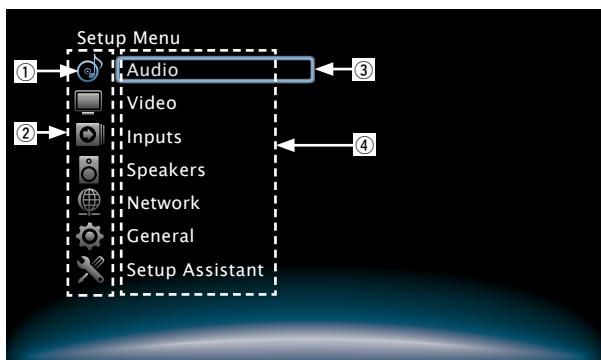 Setup Menu
① Audio ③
Video
② Inputs ④
Speakers
Network
General
Setup Assistant